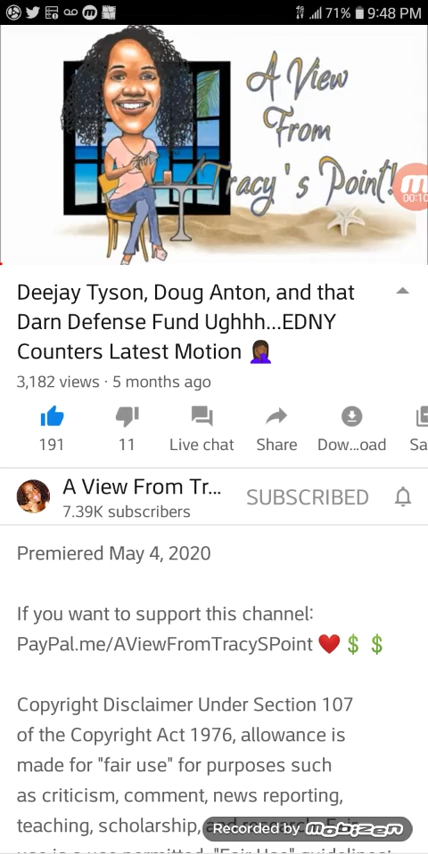 71% 9:48 PM
A View
From
Tracy's Point!
00:10
Deejay Tyson, Doug Anton, and that
Darn Defense Fund Ughhh...EDNY
Counters Latest Motion 🤦🏾‍♀️
3,182 views · 5 months ago
191 11 Live chat Share Dow...oad Sa
A View From Tr... SUBSCRIBED
7.39K subscribers
Premiered May 4, 2020
If you want to support this channel:
PayPal.me/AViewFromTracySPoint ❤️💲💲
Copyright Disclaimer Under Section 107
of the Copyright Act 1976, allowance is
made for "fair use" for purposes such
as criticism, comment, news reporting,
teaching, scholarship,
Recorded by mobizen